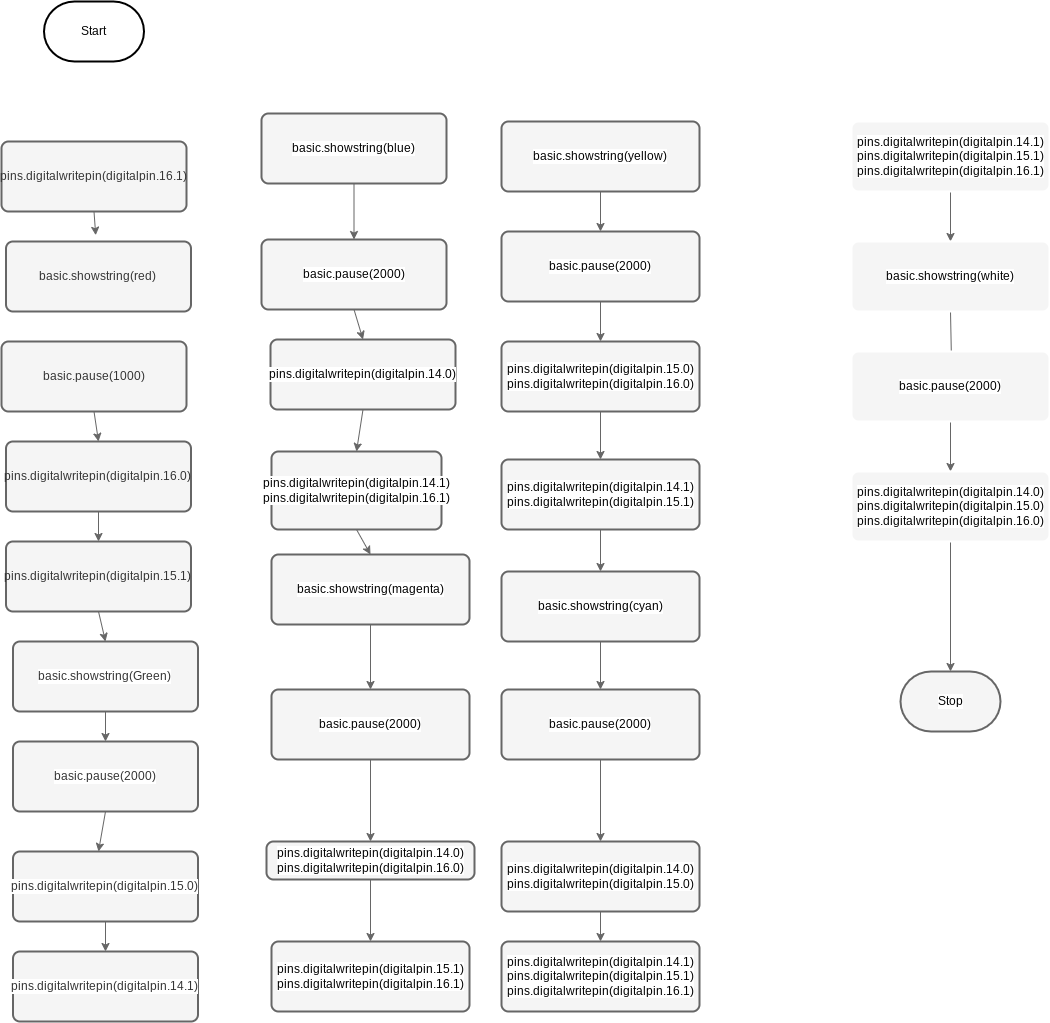 Start
pins.digitalwritepin(digitalpin.16.1)
basic.showstring(red)
basic.pause(1000)
pins.digitalwritepin(digitalpin.16.0)
pins.digitalwritepin(digitalpin.15.1)
basic.showstring(Green)
basic.pause(2000)
pins.digitalwritepin(digitalpin.15.0)
pins.digitalwritepin(digitalpin.14.1)
basic.showstring(blue)
basic.pause(2000)
pins.digitalwritepin(digitalpin.14.0)
pins.digitalwritepin(digitalpin.14.1)
pins.digitalwritepin(digitalpin.16.1)
basic.showstring(magenta)
basic.pause(2000)
pins.digitalwritepin(digitalpin.14.0)
pins.digitalwritepin(digitalpin.16.0)
pins.digitalwritepin(digitalpin.15.1)
pins.digitalwritepin(digitalpin.16.1)
basic.showstring(yellow)
basic.pause(2000)
pins.digitalwritepin(digitalpin.15.0)
pins.digitalwritepin(digitalpin.16.0)
pins.digitalwritepin(digitalpin.14.1)
pins.digitalwritepin(digitalpin.15.1)
basic.showstring(cyan)
basic.pause(2000)
pins.digitalwritepin(digitalpin.14.0)
pins.digitalwritepin(digitalpin.15.0)
pins.digitalwritepin(digitalpin.14.1)
pins.digitalwritepin(digitalpin.15.1)
pins.digitalwritepin(digitalpin.16.1)
pins.digitalwritepin(digitalpin.14.1)
pins.digitalwritepin(digitalpin.15.1)
pins.digitalwritepin(digitalpin.16.1)
basic.showstring(white)
basic.pause(2000)
pins.digitalwritepin(digitalpin.14.0)
pins.digitalwritepin(digitalpin.15.0)
pins.digitalwritepin(digitalpin.16.0)
Stop